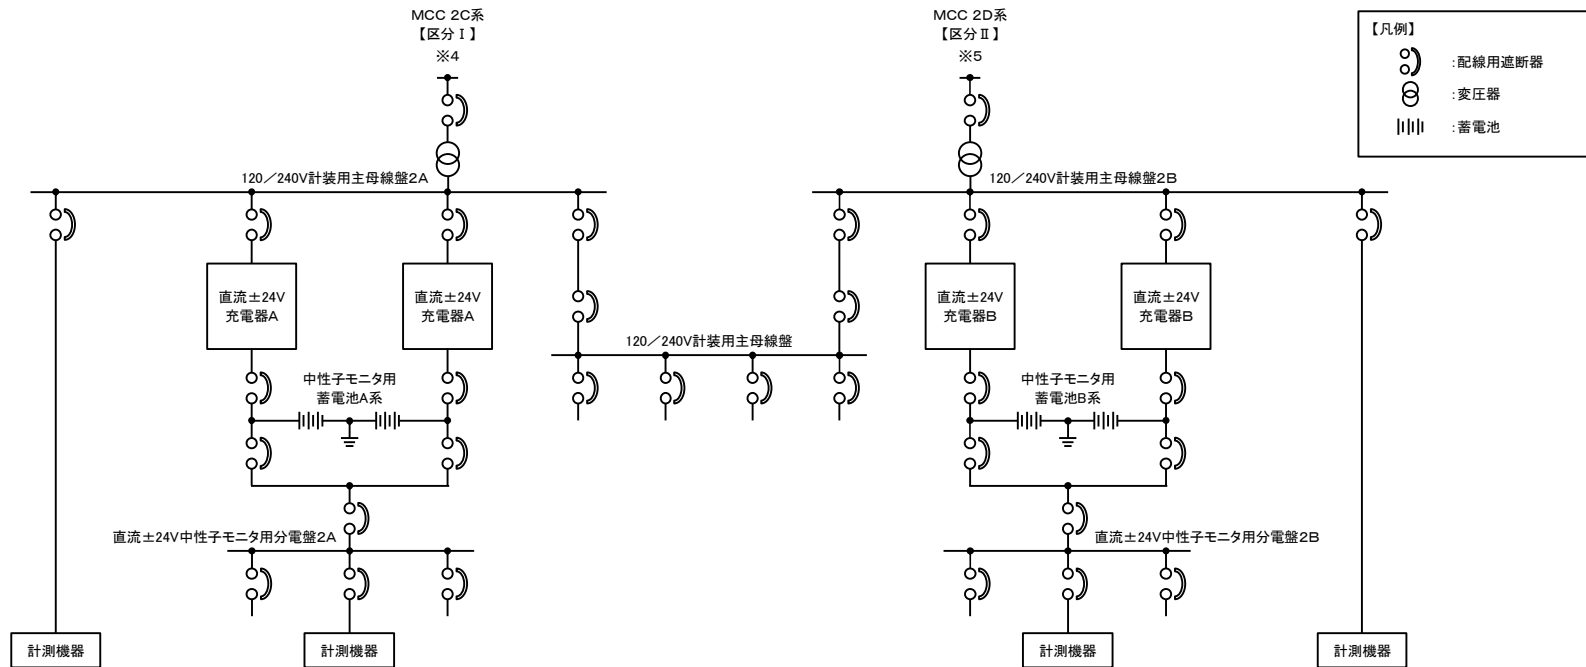 MCC 2C系
【区分Ⅰ】
※4
MCC 2D系
【区分Ⅱ】
※5
【凡例】
:配線用遮断器
:変圧器
:蓄電池
120／240V計装用主母線盤2A
120／240V計装用主母線盤2B
直流±24V
充電器A
直流±24V
充電器A
直流±24V
充電器B
直流±24V
充電器B
120／240V計装用主母線盤
中性子モニタ用
蓄電池A系
中性子モニタ用
蓄電池B系
直流±24V中性子モニタ用分電盤2A
直流±24V中性子モニタ用分電盤2B
計測機器
計測機器
計測機器
計測機器